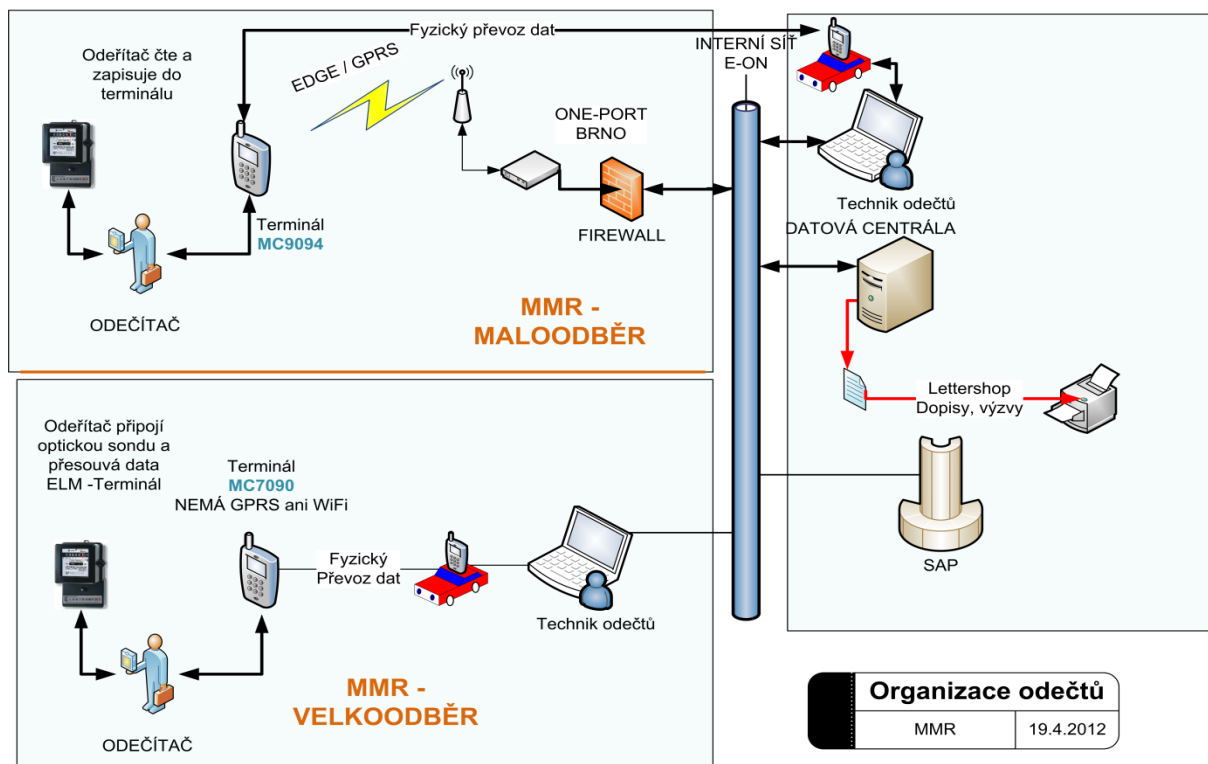 Fyzický převoz dat
Odeřítač čte a
zapisuje do
terminálu
EDGE / GPRS
INTERNÍ SÍŤ
E-ON
ONE-PORT
BRNO
FIREWALL
Terminál
MC9094
ODEČÍTAČ
MMR -
MALOODBĚR
Technik odečtů
DATOVÁ CENTRÁLA
Lettershop
Dopisy, výzvy
SAP
Odeřítač připojí
optickou sondu a
přesouvá data
ELM -Terminál
Terminál
MC7090
NEMÁ GPRS ani WiFi
Fyzický
Převoz dat
Technik odečtů
ODEČÍTAČ
MMR -
VELKOODBĚR
Organizace odečtů
MMR
19.4.2012